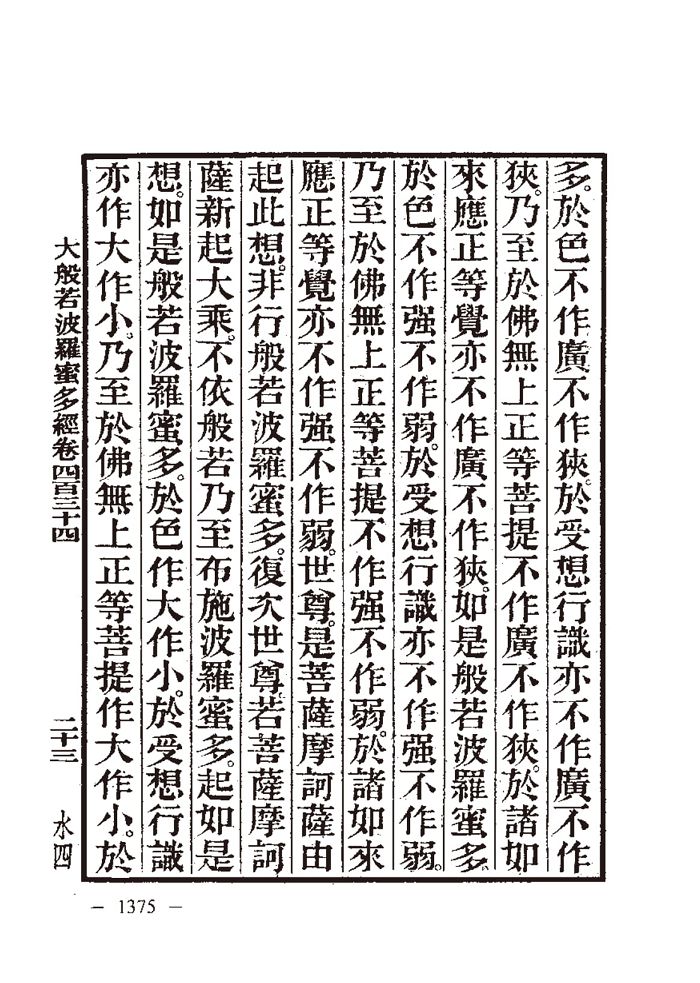 多。於色不作廣不作狹。於受想行識亦不作廣不作
狹。乃至於佛無上正等菩提不作廣不作狹。於諸如
來應正等覺亦不作廣不作狹。如是般若波羅蜜多。
於色不作强不作弱。於受想行識亦不作强不作弱。
乃至於佛無上正等菩提不作强不作弱。於諸如來
應正等覺亦不作强不作弱。世尊。是菩薩摩訶薩由
起此想。非行般若波羅蜜多。復次世尊若菩薩摩訶
薩新起大乘。不依般若乃至布施波羅蜜多。起如是
想。如是般若波羅蜜多。於色作大作小。於受想行識
亦作大作小。乃至於佛無上正等菩提作大作小。於
大般若波羅蜜多經卷四百三十四 二十三 水四
— 1375 —